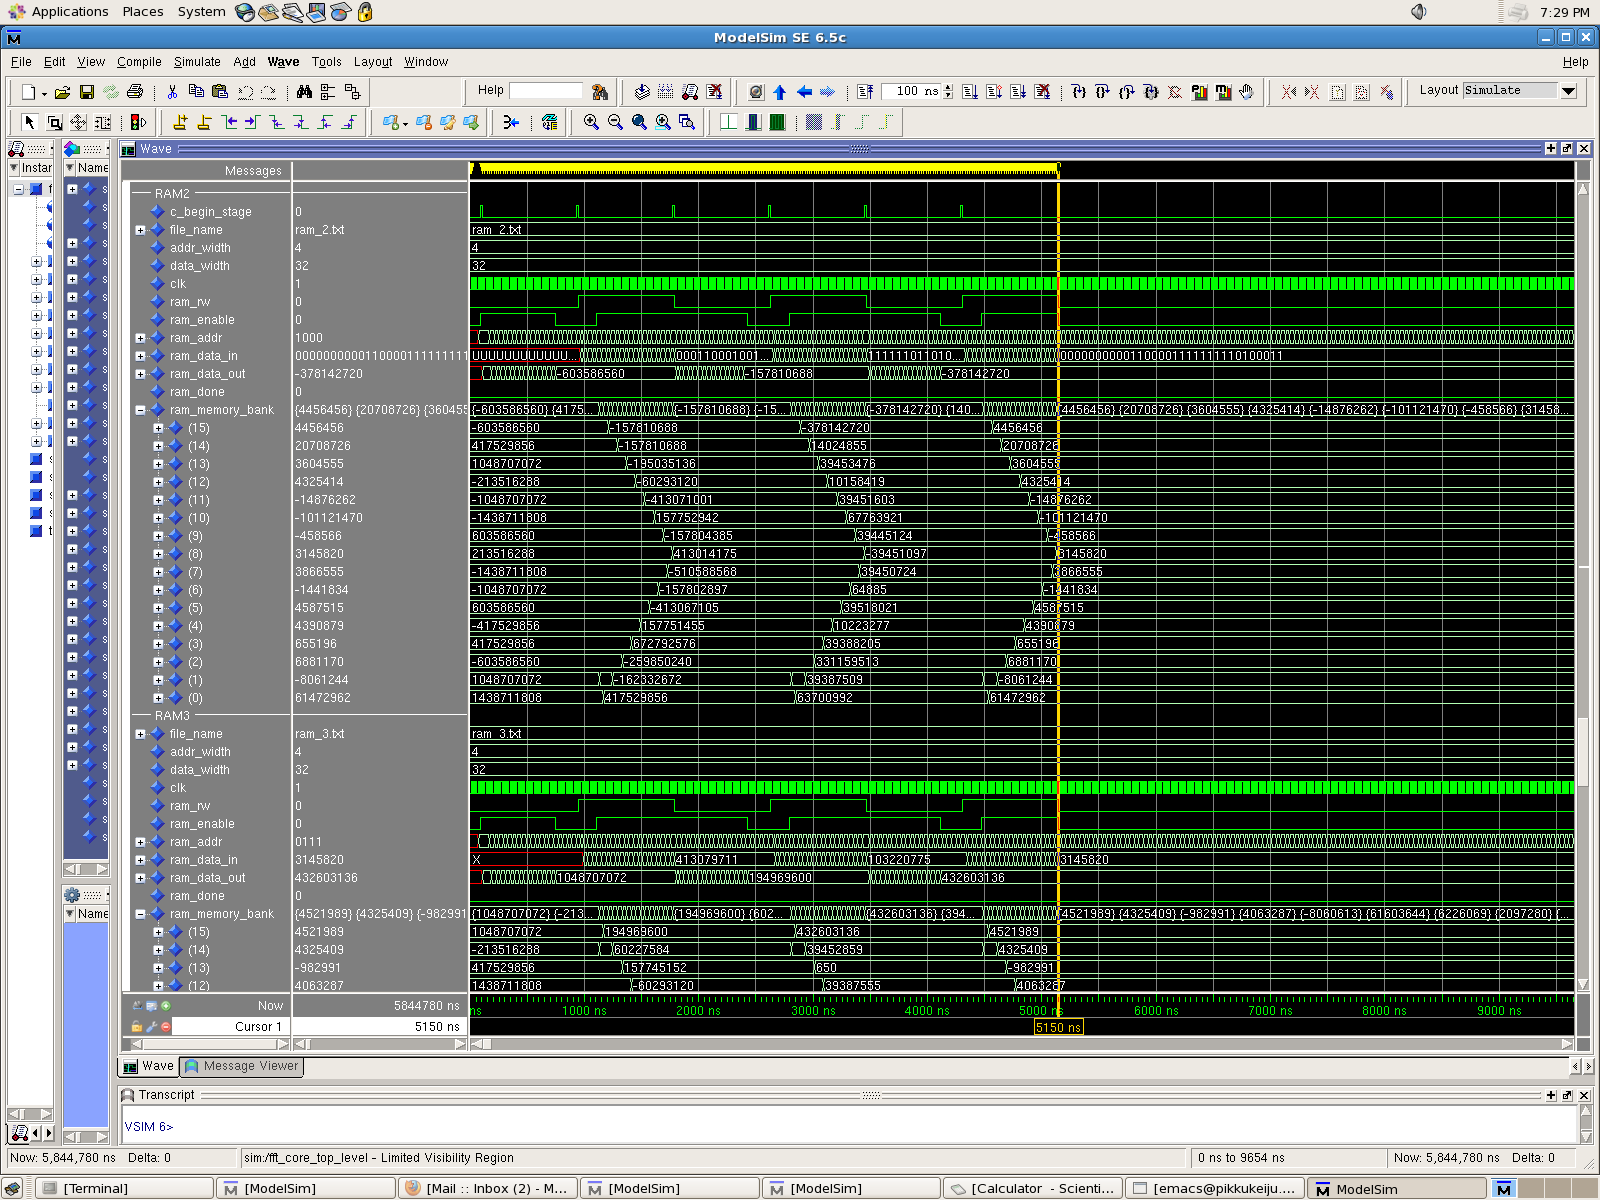 Applications Places System 7:29 PM
ModelSim SE 6.5c
File Edit View Compile Simulate Add Wave Tools Layout Window Help
Help 100 ns Layout Simulate
Wave
Instar Name Messages
RAM2
c_begin_stage 0
file_name ram_2.txt ram_2.txt
addr_width 4 4
data_width 32 32
clk 1
ram_rw 0
ram_enable 0
ram_addr 1000
ram_data_in 0001100001001... 111111011010...
ram_data_out -378142720 -603586560 -157810688 -378142720
ram_done 0
ram_memory_bank {4456456} {20708726} {3604555 {-603586560} {4175... {-157810688} {-15... {-378142720} {140... {4456456} {20708726} {3604555} {4325414} {-14876262} {-101121470} {-458566} {31458...
(15) 4456456 -603586560 -157810688 -378142720 4456456
(14) 20708726 417529856 -157810688 14024855 20708726
(13) 3604555 1048707072 -195035136 39453476 3604555
(12) 4325414 -213516288 -60293120 10158419 4325414
(11) -14876262 -1048707072 -413071001 39451603 -14876262
(10) -101121470 -1438711808 157752942 67763921 -101121470
(9) -458566 603586560 -157804385 39445124 -458566
(8) 3145820 213516288 413014175 -39451097 3145820
(7) 3866555 -1438711808 -510588568 39450724 3866555
(6) -1441834 -1048707072 -157802897 64885 -1441834
(5) 4587515 603586560 -413067105 39518021 4587515
(4) 4390879 -417529856 157751455 10223277 4390879
(3) 655196 417529856 672792576 39388205 655196
(2) 6881170 -603586560 -259850240 331159513 6881170
(1) -8061244 1048707072 -162332672 39387509 -8061244
(0) 61472962 1438711808 417529856 63700992 61472962
RAM3
file_name ram_3.txt ram_3.txt
addr_width 4 4
data_width 32 32
clk 1
ram_rw 0
ram_enable 0
ram_addr 0111
ram_data_in 3145820 X 413079711 103220775 3145820
ram_data_out 432603136 1048707072 194969600 432603136
ram_done 0
ram_memory_bank {4521989} {4325409} {-982991} {1048707072} {-213... {194969600} {602... {432603136} {394... {4521989} {4325409} {-982991} {4063287} {-8060613} {61603644} {6226069} {2097280} {...
(15) 4521989 1048707072 194969600 432603136 4521989
(14) 4325409 -213516288 60227584 39452859 4325409
(13) -982991 417529856 157745152 650 -982991
(12) 4063287 1438711808 -60293120 39387555 4063287
Now 5844780 ns ns 1000 ns 2000 ns 3000 ns 4000 ns 5000 ns 6000 ns 7000 ns 8000 ns 9000 ns
Cursor 1 5150 ns 5150 ns
Name
Wave Message Viewer
Transcript
VSIM 6>
Now: 5,844,780 ns Delta: 0 sim:/fft_core_top_level - Limited Visibility Region 0 ns to 9654 ns Now: 5,844,780 ns Delta: 0
[Terminal] [ModelSim] [Mail :: Inbox (2) - M... [ModelSim] [ModelSim] [Calculator - Scienti... [emacs@pikkukeiju.... ModelSim